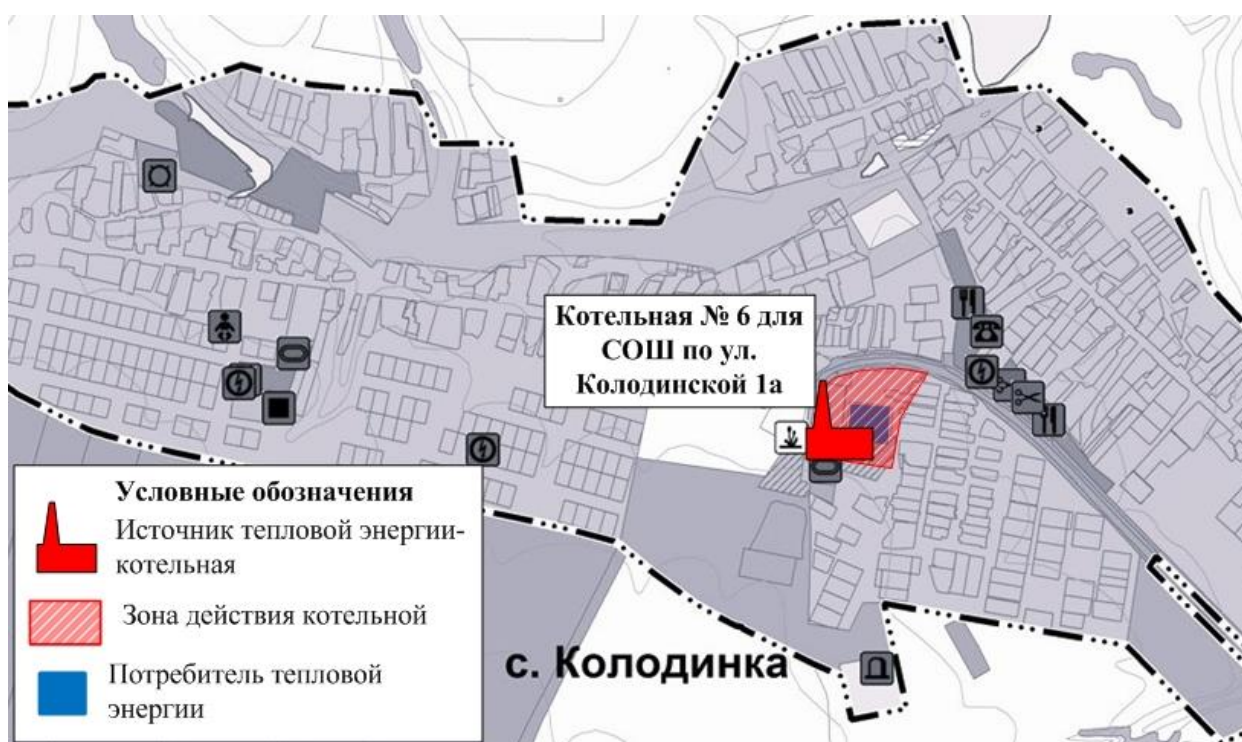 Котельная № 6 для
СОШ по ул.
Колодинской 1а
Условные обозначения
Источник тепловой энергии-
котельная
Зона действия котельной
Потребитель тепловой
энергии
с. Колодинка